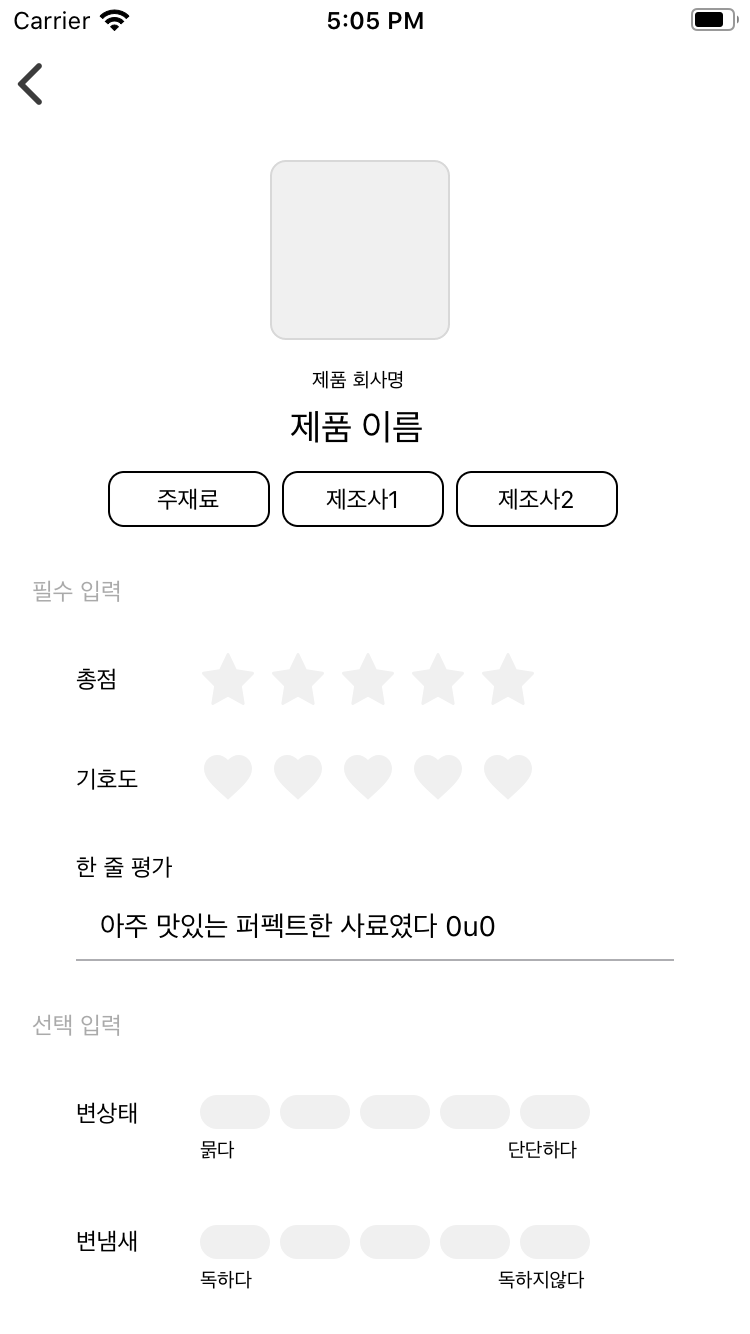 Carrier 5:05 PM
제품 회사명
제품 이름
주재료 제조사1 제조사2
필수 입력
총점
기호도
한 줄 평가
아주 맛있는 퍼펙트한 사료였다 0u0
선택 입력
변상태
묽다 단단하다
변냄새
독하다 독하지않다